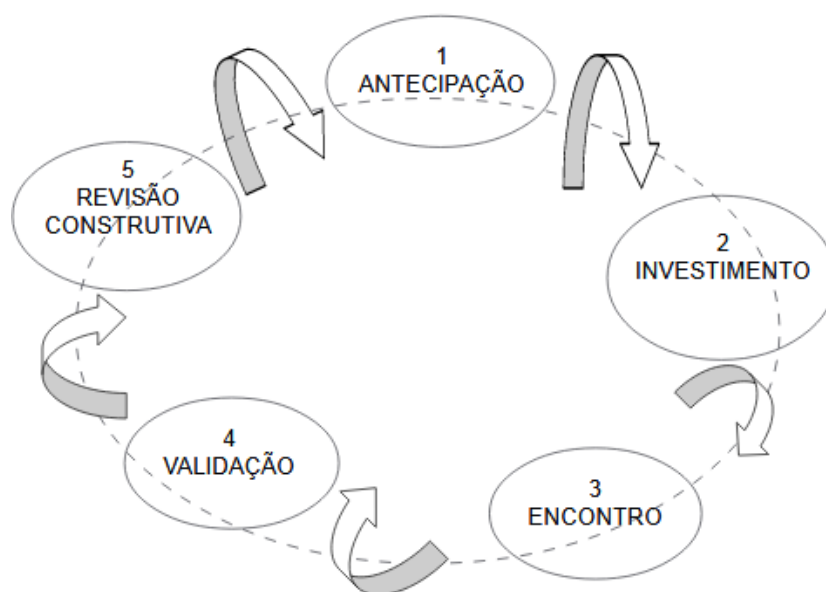 1
ANTECIPAÇÃO
2
INVESTIMENTO
3
ENCONTRO
4
VALIDAÇÃO
5
REVISÃO
CONSTRUTIVA